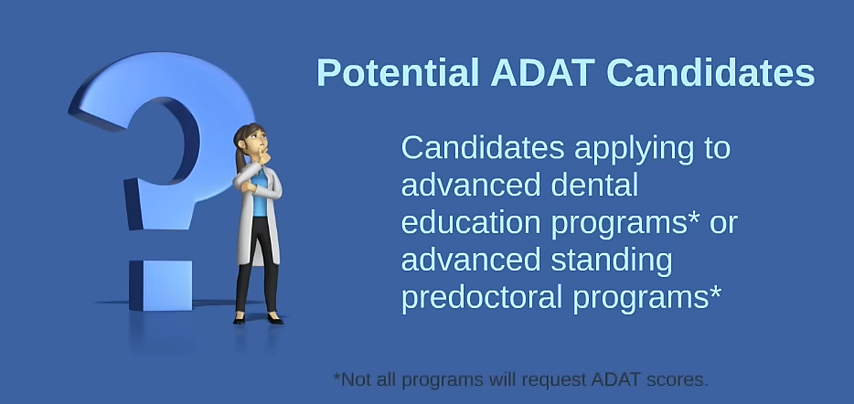 Potential ADAT Candidates
Candidates applying to
advanced dental
education programs* or
advanced standing
predoctoral programs*
*Not all programs will request ADAT scores.